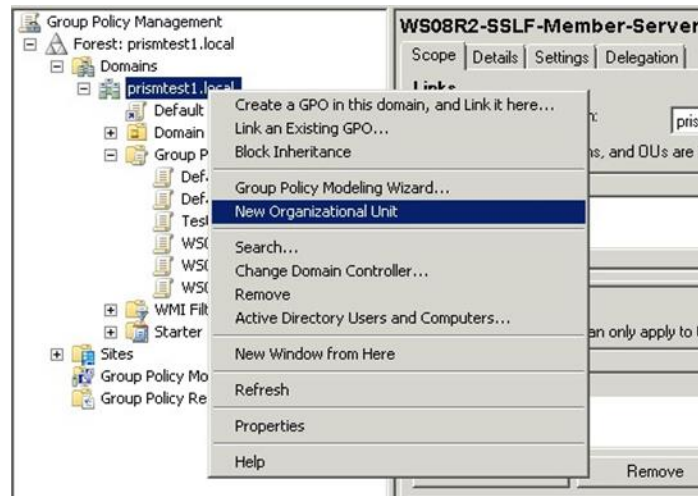 Group Policy Management
Forest: prismtest1.local
Domains
prismtest1.local
Default
Domain
Group P
Def
Def
Test
WS0
WS0
WS0
WMI Filt
Starter
Sites
Group Policy Mo
Group Policy Re
Create a GPO in this domain, and Link it here...
Link an Existing GPO...
Block Inheritance
Group Policy Modeling Wizard...
New Organizational Unit
Search...
Change Domain Controller...
Remove
Active Directory Users and Computers...
New Window from Here
Refresh
Properties
Help
WS08R2-SSLF-Member-Server
Scope Details Settings Delegation
Links
pris
ns, and OUs are
an only apply to
Remove